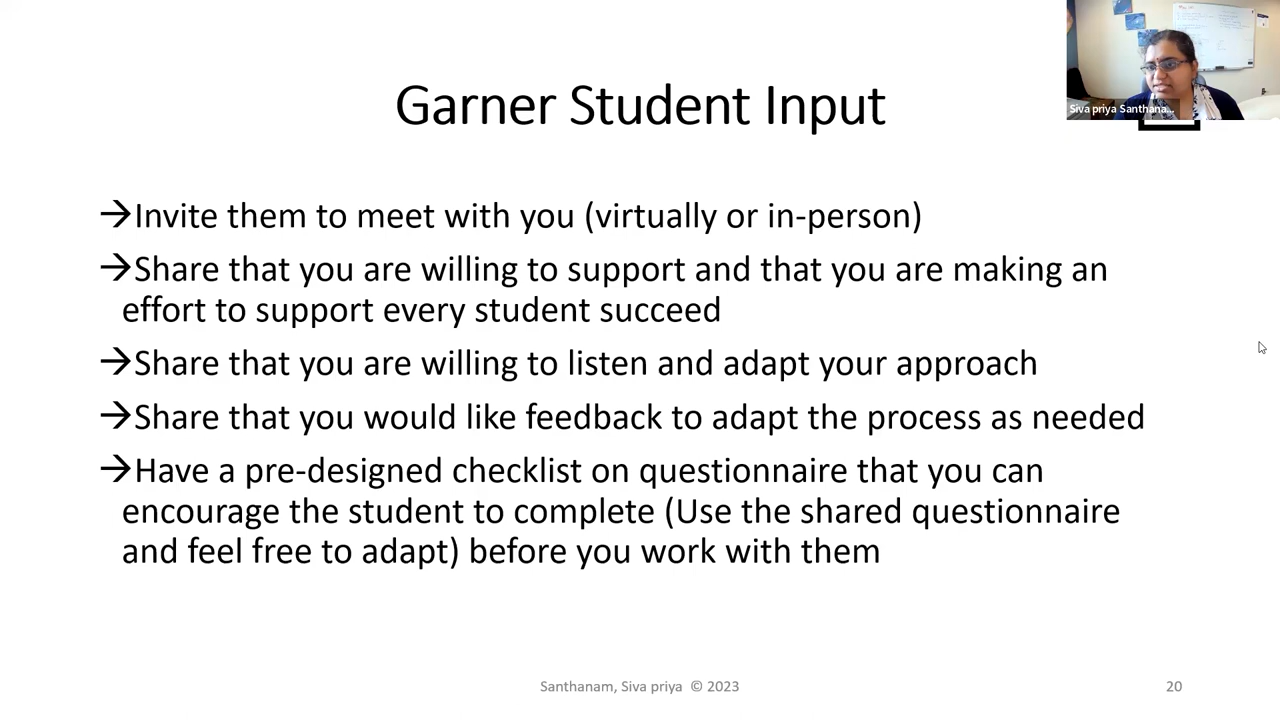 Siva priya Santhana...
Garner Student Input
→Invite them to meet with you (virtually or in-person)
→Share that you are willing to support and that you are making an
effort to support every student succeed
→Share that you are willing to listen and adapt your approach
→Share that you would like feedback to adapt the process as needed
→Have a pre-designed checklist on questionnaire that you can
encourage the student to complete (Use the shared questionnaire
and feel free to adapt) before you work with them
Santhanam, Siva priya © 2023
20